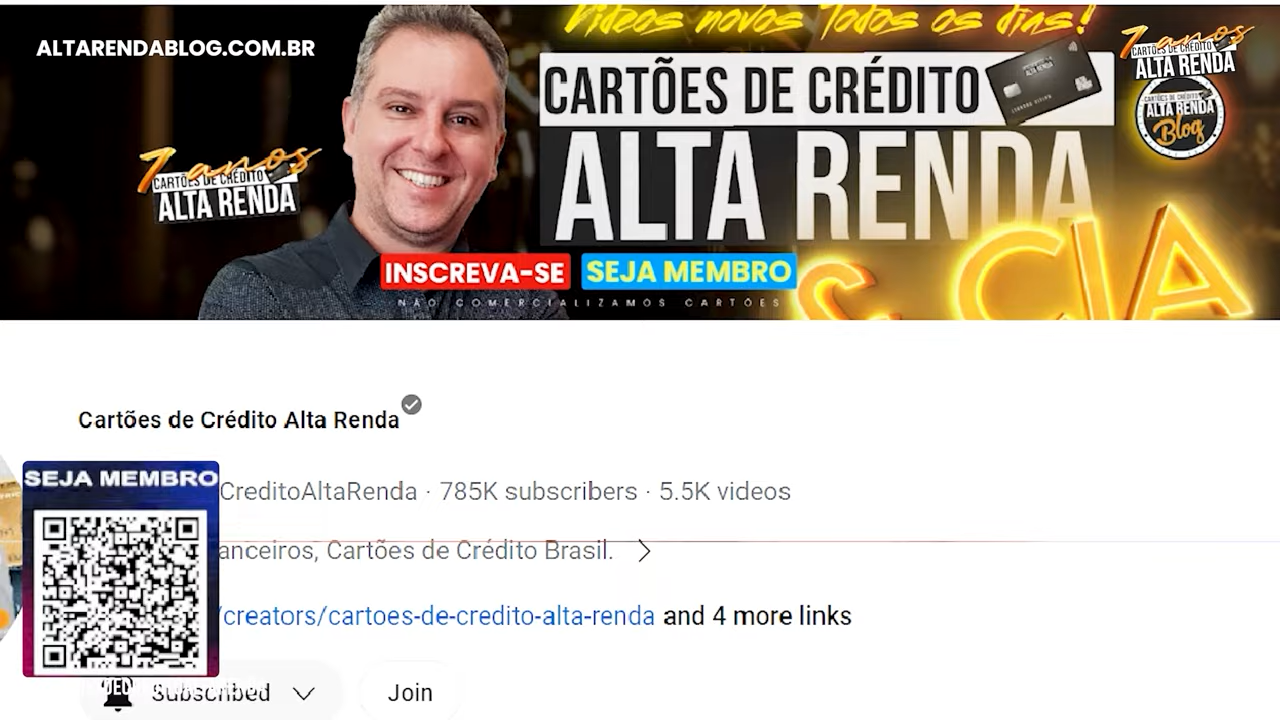 Vídeos novos Todos os dias!
ALTARENDABLOG.COM.BR
7 anos
CARTÕES DE CRÉDITO
ALTA RENDA
CARTÕES DE CRÉDITO
ALTA RENDA
Blog
CARTÕES DE CRÉDITO
ALTA RENDA
& CIA
7 anos
CARTÕES DE CRÉDITO
ALTA RENDA
INSCREVA-SE
SEJA MEMBRO
NÃO COMERCIALIZAMOS CARTÕES
Cartões de Crédito Alta Renda
SEJA MEMBRO
CreditoAltaRenda · 785K subscribers · 5.5K videos
anceiros, Cartões de Crédito Brasil.
/creators/cartoes-de-credito-alta-renda and 4 more links
Subscribed
Join